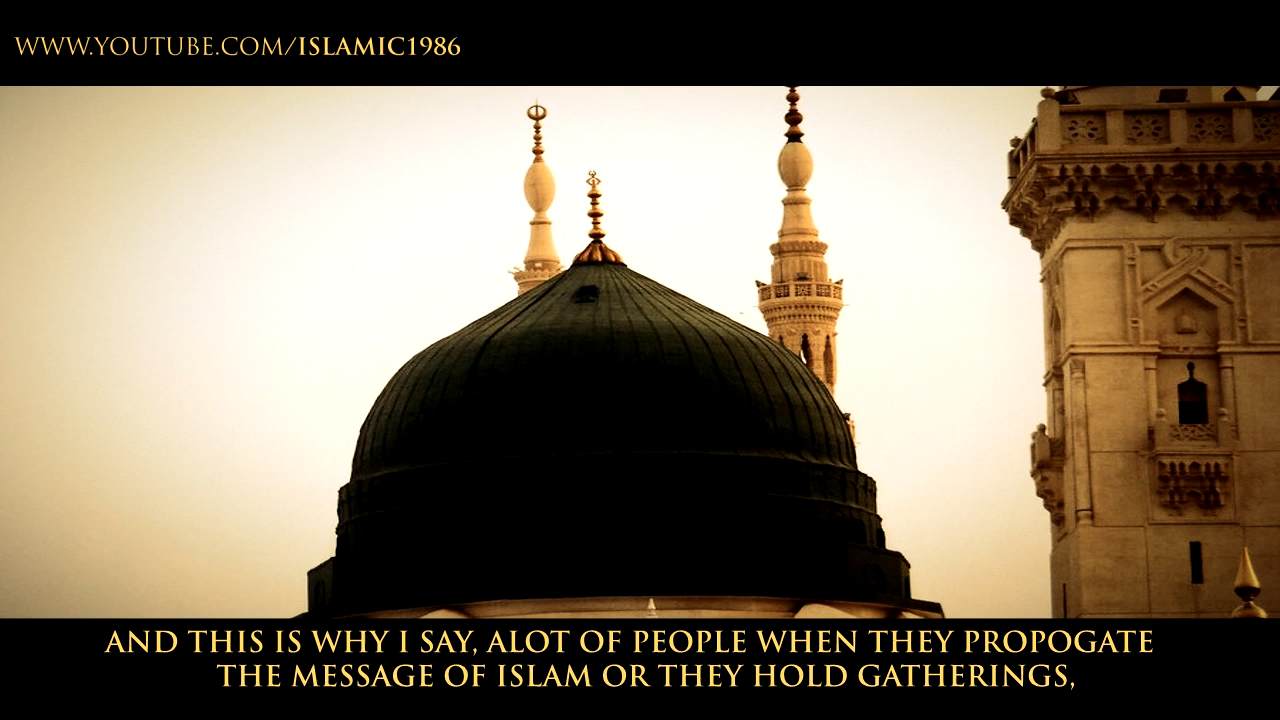 WWW.YOUTUBE.COM/ISLAMIC1986
AND THIS IS WHY I SAY, ALOT OF PEOPLE WHEN THEY PROPOGATE
THE MESSAGE OF ISLAM OR THEY HOLD GATHERINGS,